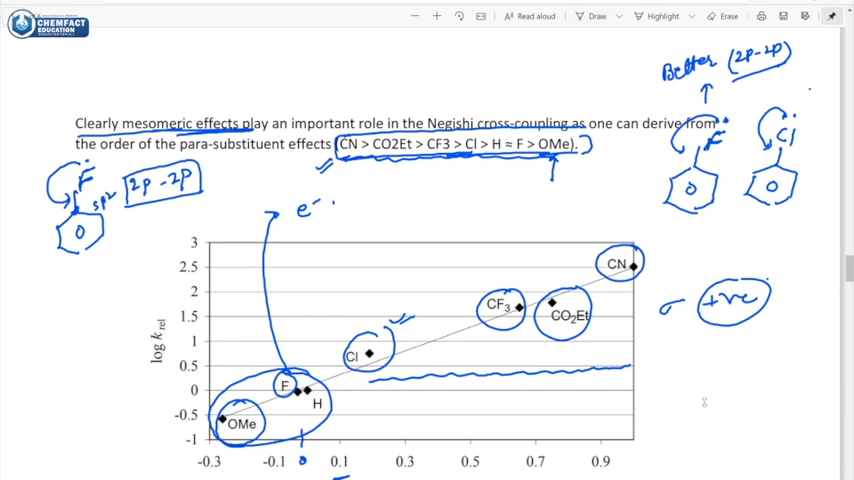 CHEMFACT
EDUCATION
Read aloud
Draw
Highlight
Erase
Better (2p-2p)
Clearly mesomeric effects play an important role in the Negishi cross-coupling as one can derive from
the order of the para-substituent effects (CN > CO2Et > CF3 > Cl > H ≈ F > OMe).
F
Cl
F
sp²
2p-2p
e-.
3
2.5
2
1.5
1
0.5
0
-0.5
-1
log k rel
CN
CF3
CO2Et
Cl
F
H
OMe
σ +ve
0
-0.3
-0.1
0.1
0.3
0.5
0.7
0.9